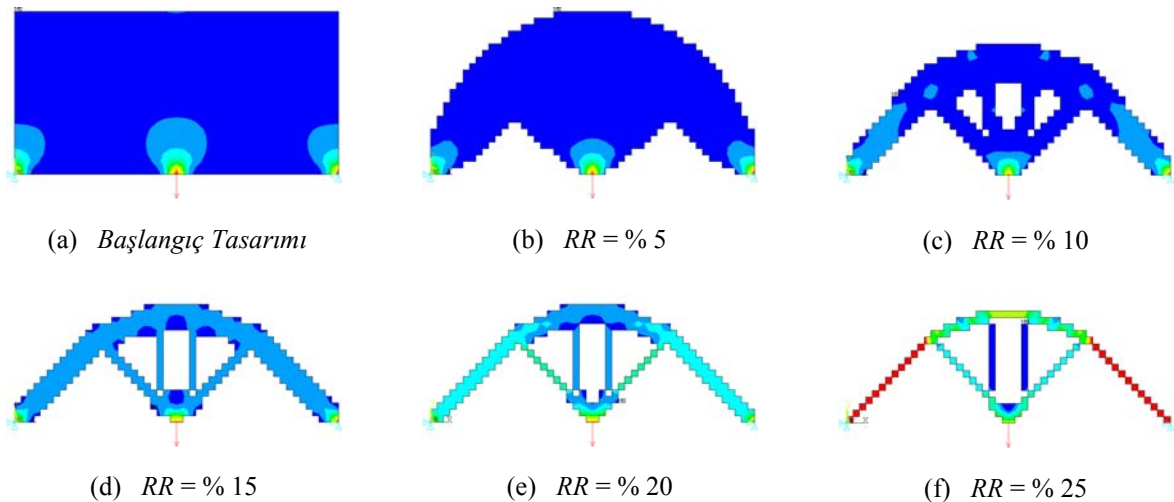 (a) Başlangıç Tasarımı
(b) RR = % 5
(c) RR = % 10
(d) RR = % 15
(e) RR = % 20
(f) RR = % 25